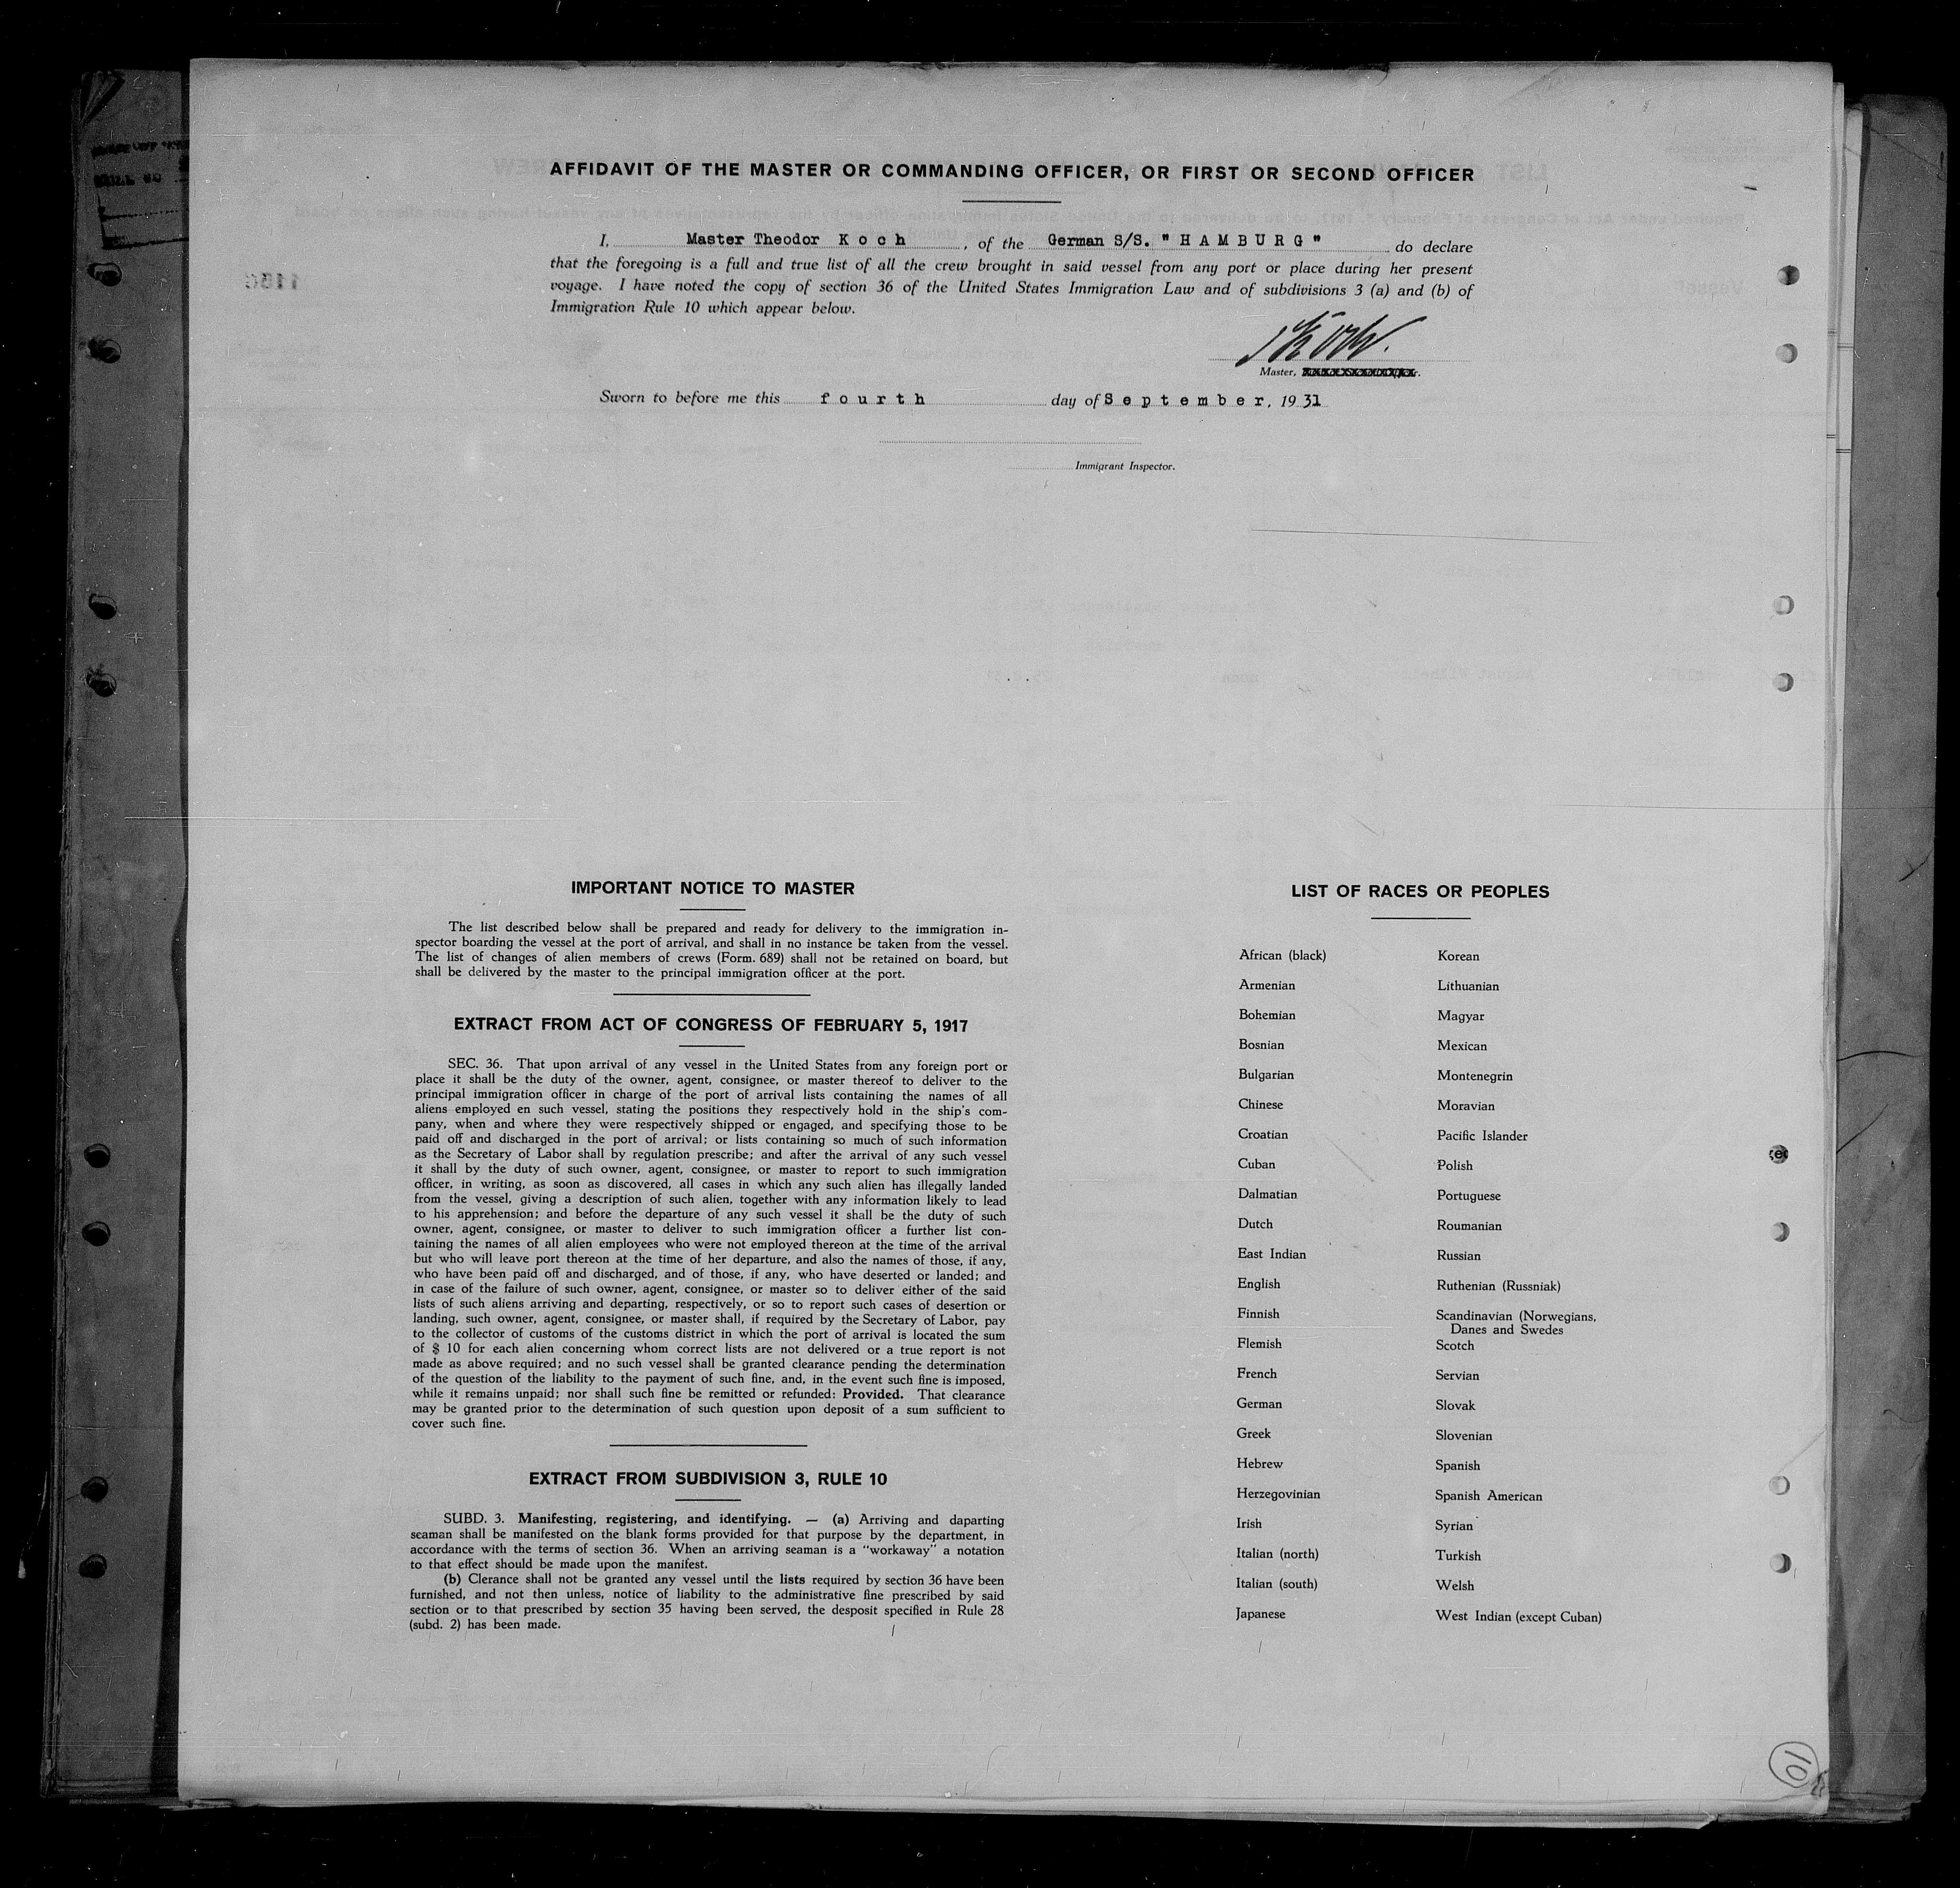 AFFIDAVIT OF THE MASTER OR COMMANDING OFFICER, OR FIRST OR SECOND OFFICER
I, Master Theodor K o c h , of the German S/S. " H A M B U R G " do declare
that the foregoing is a full and true list of all the crew brought in said vessel from any port or place during her present
voyage. I have noted the copy of section 36 of the United States Immigration Law and of subdivisions 3 (a) and (b) of
Immigration Rule 10 which appear below.
Master,
Sworn to before me this f o u r t h day of S e p t e m b e r , 19 31
Immigrant Inspector.
IMPORTANT NOTICE TO MASTER
The list described below shall be prepared and ready for delivery to the immigration in-
spector boarding the vessel at the port of arrival, and shall in no instance be taken from the vessel.
The list of changes of alien members of crews (Form. 689) shall not be retained on board, but
shall be delivered by the master to the principal immigration officer at the port.
EXTRACT FROM ACT OF CONGRESS OF FEBRUARY 5, 1917
SEC. 36. That upon arrival of any vessel in the United States from any foreign port or
place it shall be the duty of the owner, agent, consignee, or master thereof to deliver to the
principal immigration officer in charge of the port of arrival lists containing the names of all
aliens employed en such vessel, stating the positions they respectively hold in the ship's com-
pany, when and where they were respectively shipped or engaged, and specifying those to be
paid off and discharged in the port of arrival; or lists containing so much of such information
as the Secretary of Labor shall by regulation prescribe; and after the arrival of any such vessel
it shall by the duty of such owner, agent, consignee, or master to report to such immigration
officer, in writing, as soon as discovered, all cases in which any such alien has illegally landed
from the vessel, giving a description of such alien, together with any information likely to lead
to his apprehension; and before the departure of any such vessel it shall be the duty of such
owner, agent, consignee, or master to deliver to such immigration officer a further list con-
taining the names of all alien employees who were not employed thereon at the time of the arrival
but who will leave port thereon at the time of her departure, and also the names of those, if any,
who have been paid off and discharged, and of those, if any, who have deserted or landed; and
in case of the failure of such owner, agent, consignee, or master so to deliver either of the said
lists of such aliens arriving and departing, respectively, or so to report such cases of desertion or
landing, such owner, agent, consignee, or master shall, if required by the Secretary of Labor, pay
to the collector of customs of the customs district in which the port of arrival is located the sum
of $ 10 for each alien concerning whom correct lists are not delivered or a true report is not
made as above required; and no such vessel shall be granted clearance pending the determination
of the question of the liability to the payment of such fine, and, in the event such fine is imposed,
while it remains unpaid; nor shall such fine be remitted or refunded: Provided. That clearance
may be granted prior to the determination of such question upon deposit of a sum sufficient to
cover such fine.
EXTRACT FROM SUBDIVISION 3, RULE 10
SUBD. 3. Manifesting, registering, and identifying. — (a) Arriving and daparting
seaman shall be manifested on the blank forms provided for that purpose by the department, in
accordance with the terms of section 36. When an arriving seaman is a "workaway" a notation
to that effect should be made upon the manifest.
(b) Clerance shall not be granted any vessel until the lists required by section 36 have been
furnished, and not then unless, notice of liability to the administrative fine prescribed by said
section or to that prescribed by section 35 having been served, the desposit specified in Rule 28
(subd. 2) has been made.
LIST OF RACES OR PEOPLES
African (black)
Armenian
Bohemian
Bosnian
Bulgarian
Chinese
Croatian
Cuban
Dalmatian
Dutch
East Indian
English
Finnish
Flemish
French
German
Greek
Hebrew
Herzegovinian
Irish
Italian (north)
Italian (south)
Japanese
Korean
Lithuanian
Magyar
Mexican
Montenegrin
Moravian
Pacific Islander
Polish
Portuguese
Roumanian
Russian
Ruthenian (Russniak)
Scandinavian (Norwegians,
Danes and Swedes
Scotch
Servian
Slovak
Slovenian
Spanish
Spanish American
Syrian
Turkish
Welsh
West Indian (except Cuban)
10